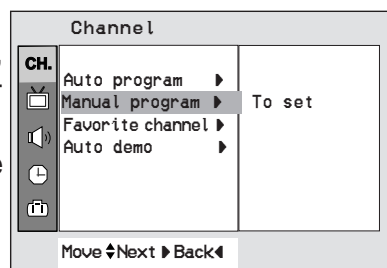 Channel
CH.
Auto program
Manual program
To set
Favorite channel
Auto demo
Move Next Back